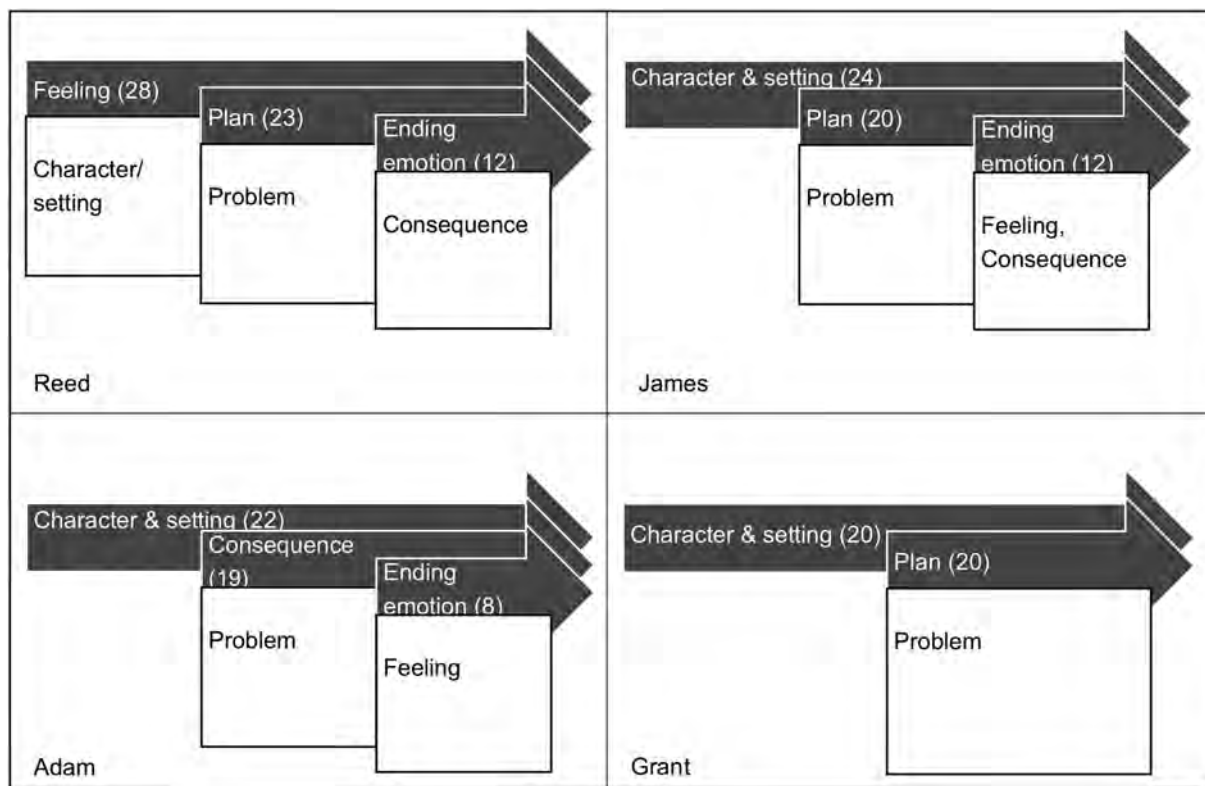 Feeling (28)
Plan (23)
Ending
emotion (12)
Character/
setting
Problem
Consequence
Reed
Character & setting (24)
Plan (20)
Ending
emotion (12)
Problem
Feeling,
Consequence
James
Character & setting (22)
Consequence
(19)
Ending
emotion (8)
Problem
Feeling
Adam
Character & setting (20)
Plan (20)
Problem
Grant